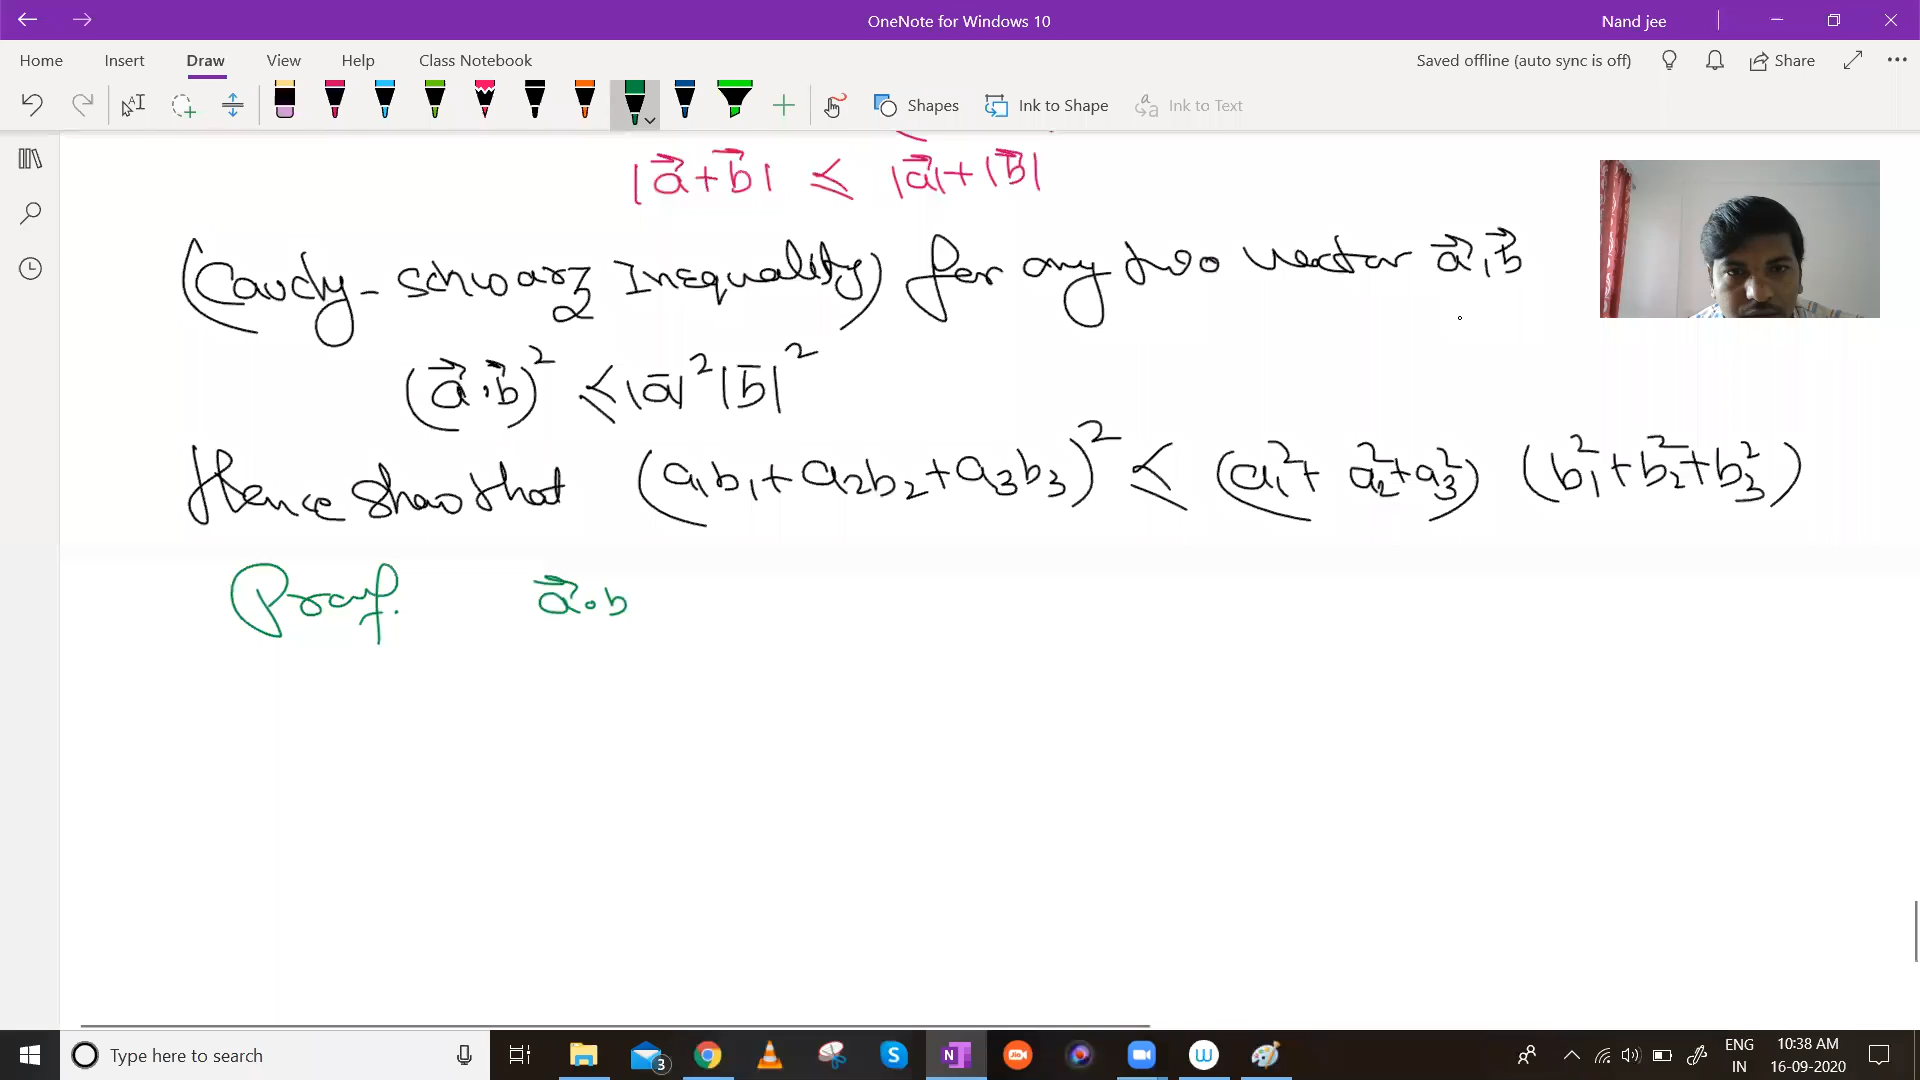 OneNote for Windows 10
Nand jee
Home Insert Draw View Help Class Notebook
Saved offline (auto sync is off) Share
Shapes Ink to Shape Ink to Text
|a⃗+b⃗| ≤ |a⃗|+|b⃗|
(Caudy-Schwarz Inequality) for any two vector a⃗, b⃗
(a⃗.b⃗)² ≤ |a̅|² |b̅|²
Hence show that (a₁b₁+a₂b₂+a₃b₃)² ≤ (a₁²+a₂²+a₃²) (b₁²+b₂²+b₃²)
Proof. a⃗.b
Type here to search
3
ENG
IN
10:38 AM
16-09-2020